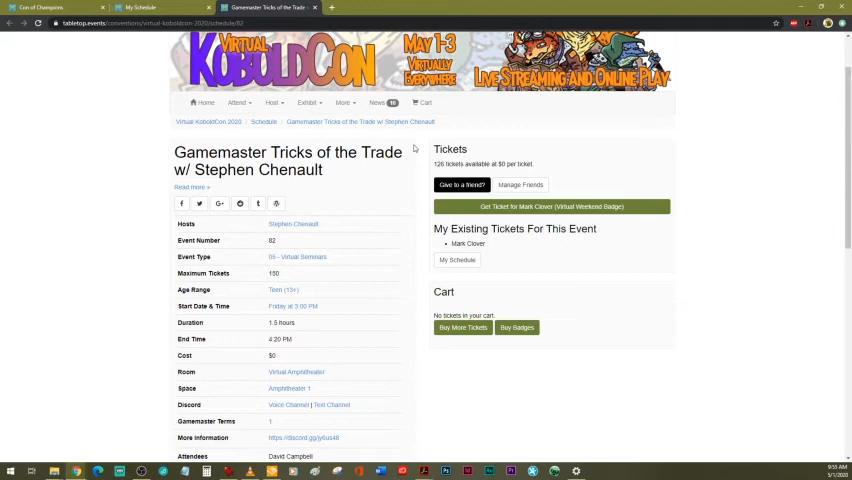 Con of Champions
My Schedule
Gamemaster Tricks of the Trade
tabletop.events/conventions/virtual-koboldcon-2020/schedule/82
VIRTUAL
KOBOLDCON
MAY 1-3
VIRTUALLY
EVERYWHERE
LIVE STREAMING AND ONLINE PLAY
Home Attend Host Exhibit More News 10 Cart
Virtual KoboldCon 2020 / Schedule / Gamemaster Tricks of the Trade w/ Stephen Chenault
Gamemaster Tricks of the Trade
w/ Stephen Chenault
Read more »
Hosts Stephen Chenault
Event Number 82
Event Type 05 - Virtual Seminars
Maximum Tickets 150
Age Range Teen (13+)
Start Date & Time Friday at 3:00 PM
Duration 1.5 hours
End Time 4:20 PM
Cost $0
Room Virtual Amphitheater
Space Amphitheater 1
Discord Voice Channel | Text Channel
Gamemaster Terms 1
More Information https://discord.gg/jy6us48
Attendees David Campbell
Tickets
126 tickets available at $0 per ticket.
Give to a friend? Manage Friends
Get Ticket for Mark Clover (Virtual Weekend Badge)
My Existing Tickets For This Event
• Mark Clover
My Schedule
Cart
No tickets in your cart.
Buy More Tickets Buy Badges
9:55 AM
5/1/2020